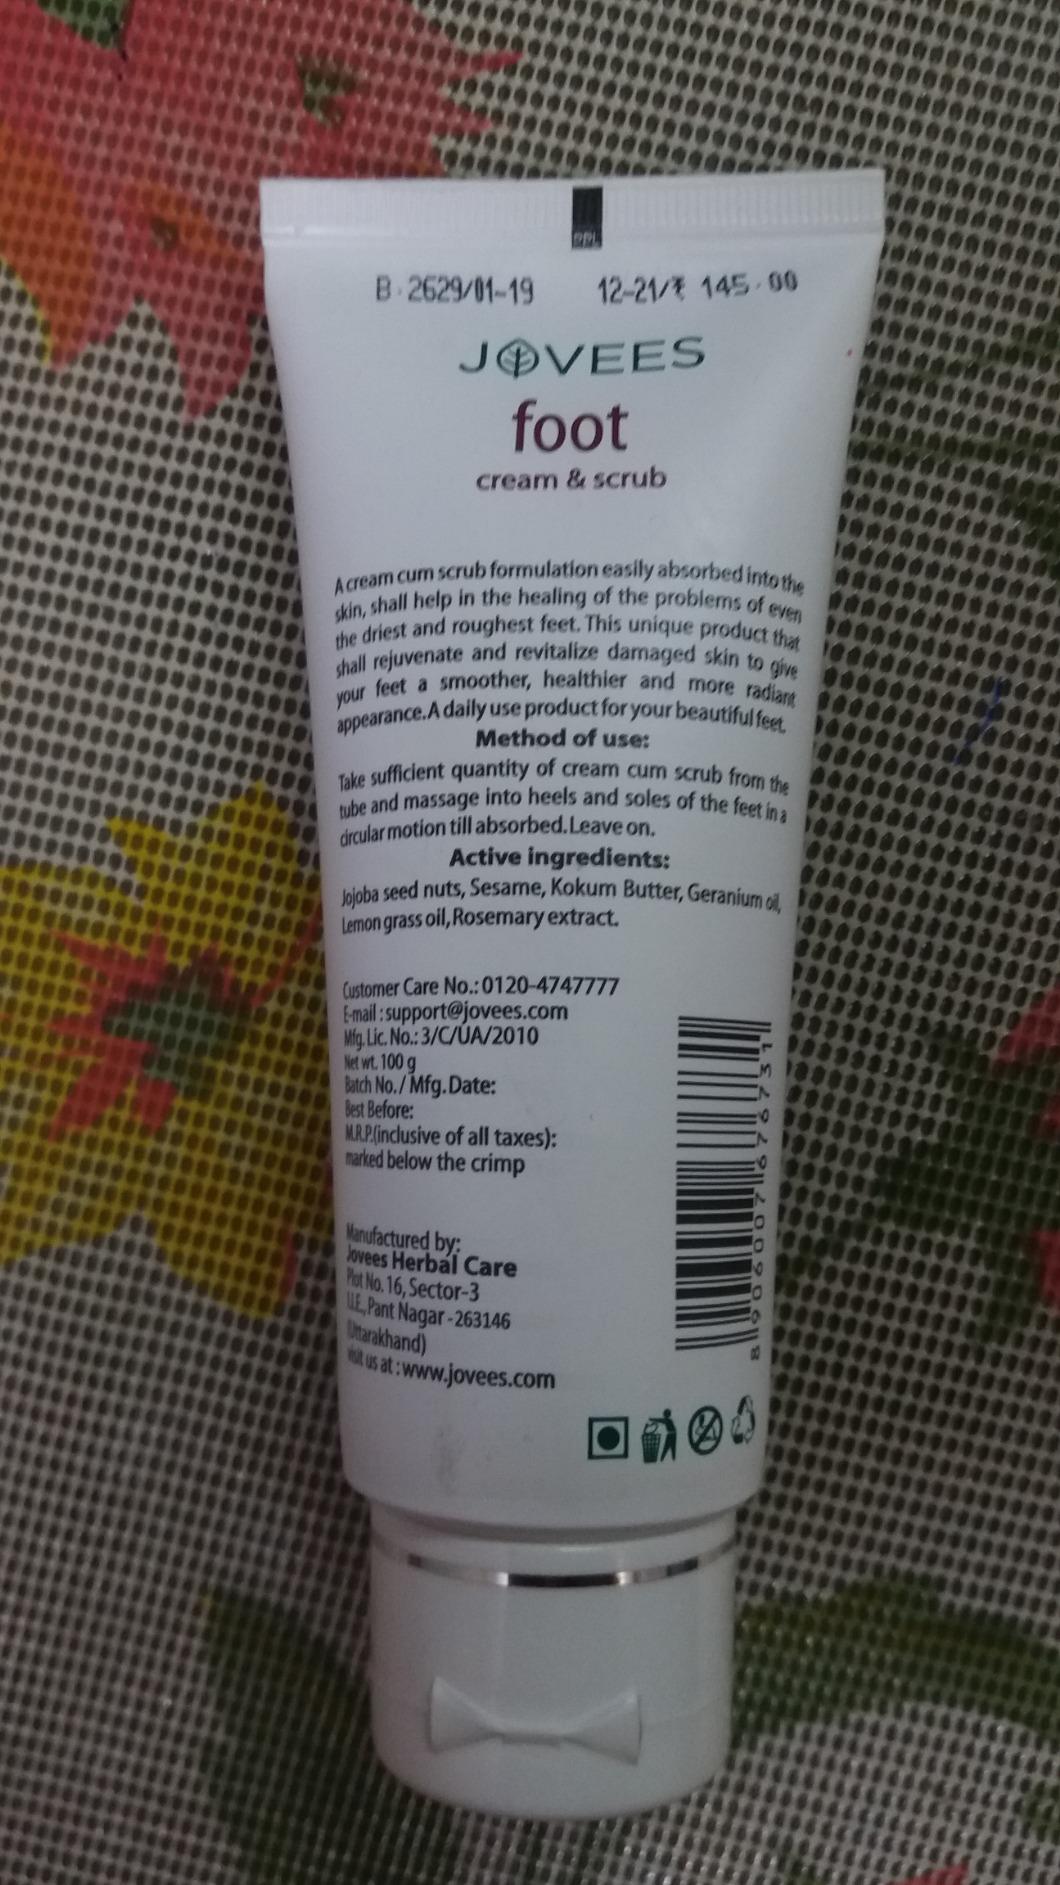 B·2629/01-19 12-21/₹ 145·00
JOVEES
foot
cream & scrub
A cream cum scrub formulation easily absorbed into the
skin, shall help in the healing of the problems of even
the driest and roughest feet. This unique product that
shall rejuvenate and revitalize damaged skin to give
your feet a smoother, healthier and more radiant
appearance. A daily use product for your beautiful feet.
Method of use:
Take sufficient quantity of cream cum scrub from the
tube and massage into heels and soles of the feet in a
circular motion till absorbed. Leave on.
Active ingredients:
Jojoba seed nuts, Sesame, Kokum Butter, Geranium oil,
Lemon grass oil, Rosemary extract.
Customer Care No.: 0120-4747777
E-mail : support@jovees.com
Mfg. Lic. No.: 3/C/UA/2010
Net wt. 100 g
Batch No. / Mfg. Date:
Best Before:
M.R.P.(inclusive of all taxes):
marked below the crimp
Manufactured by:
Jovees Herbal Care
Plot No. 16, Sector-3
I.I.E., Pant Nagar - 263146
(Uttarakhand)
visit us at : www.jovees.com
8 906007 676731